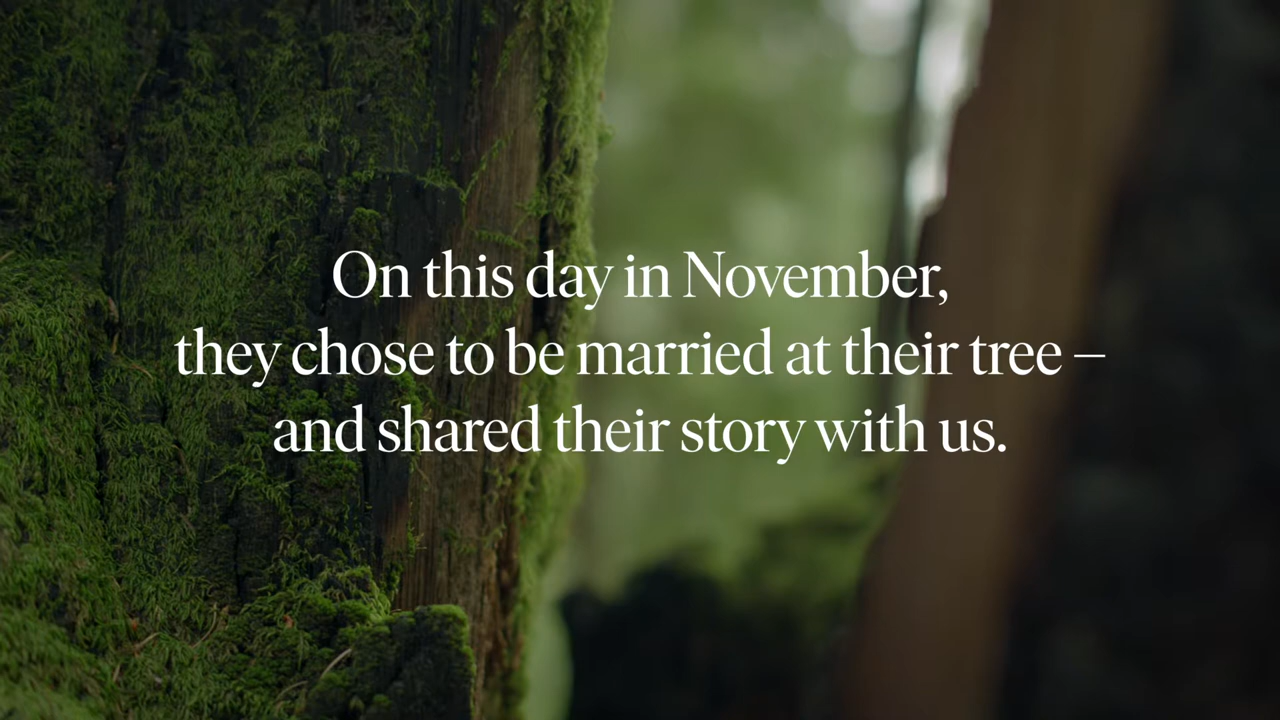 On this day in November,
they chose to be married at their tree –
and shared their story with us.